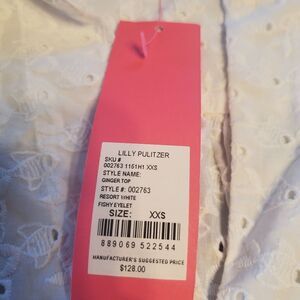 LILLY PULITZER
SKU #
002763 1151H1 XXS
STYLE NAME:
GINGER TOP
STYLE #: 002763
RESORT WHITE
FISHY EYELET
SIZE: XXS
889069 522544
MANUFACTURER'S SUGGESTED PRICE
$128.00